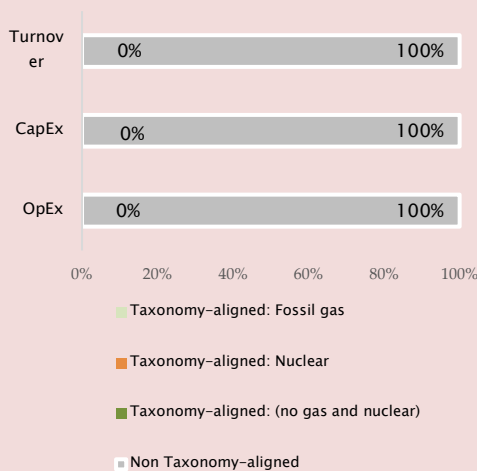 Turnov
er
0% 100%
CapEx
0% 100%
OpEx
0% 100%
0% 20% 40% 60% 80% 100%
Taxonomy-aligned: Fossil gas
Taxonomy-aligned: Nuclear
Taxonomy-aligned: (no gas and nuclear)
Non Taxonomy-aligned